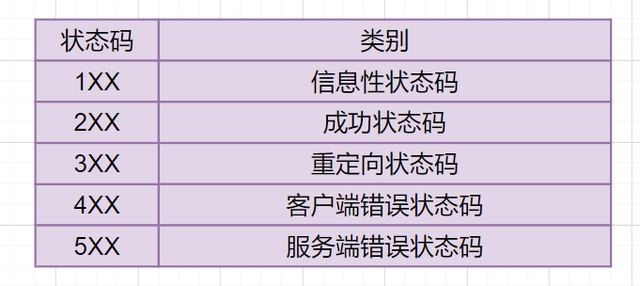 状态码 类别
1XX 信息性状态码
2XX 成功状态码
3XX 重定向状态码
4XX 客户端错误状态码
5XX 服务端错误状态码